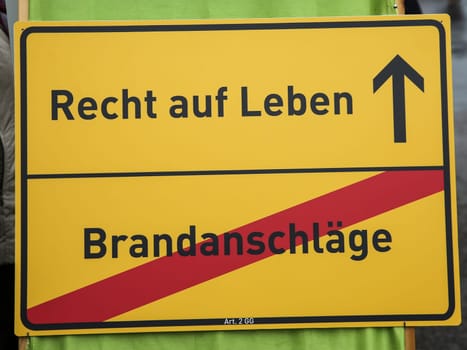 Recht auf Leben
Brandanschläge
Art. 2 GG